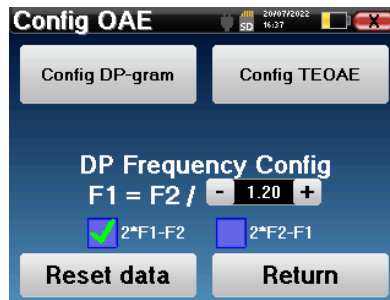 Config OAE
SD
20/07/2022
16:37
X
Config DP-gram
Config TEOAE
DP Frequency Config
F1 = F2 / - 1.20 +
2*F1-F2
2*F2-F1
Reset data
Return